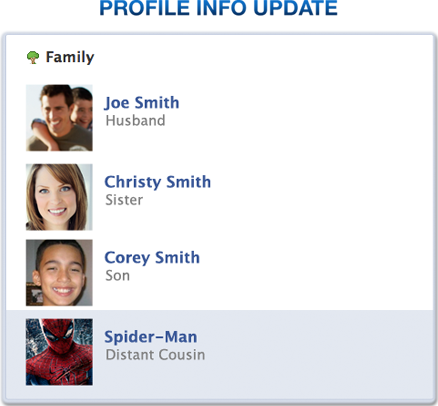 PROFILE INFO UPDATE
Family
Joe Smith
Husband
Christy Smith
Sister
Corey Smith
Son
Spider-Man
Distant Cousin